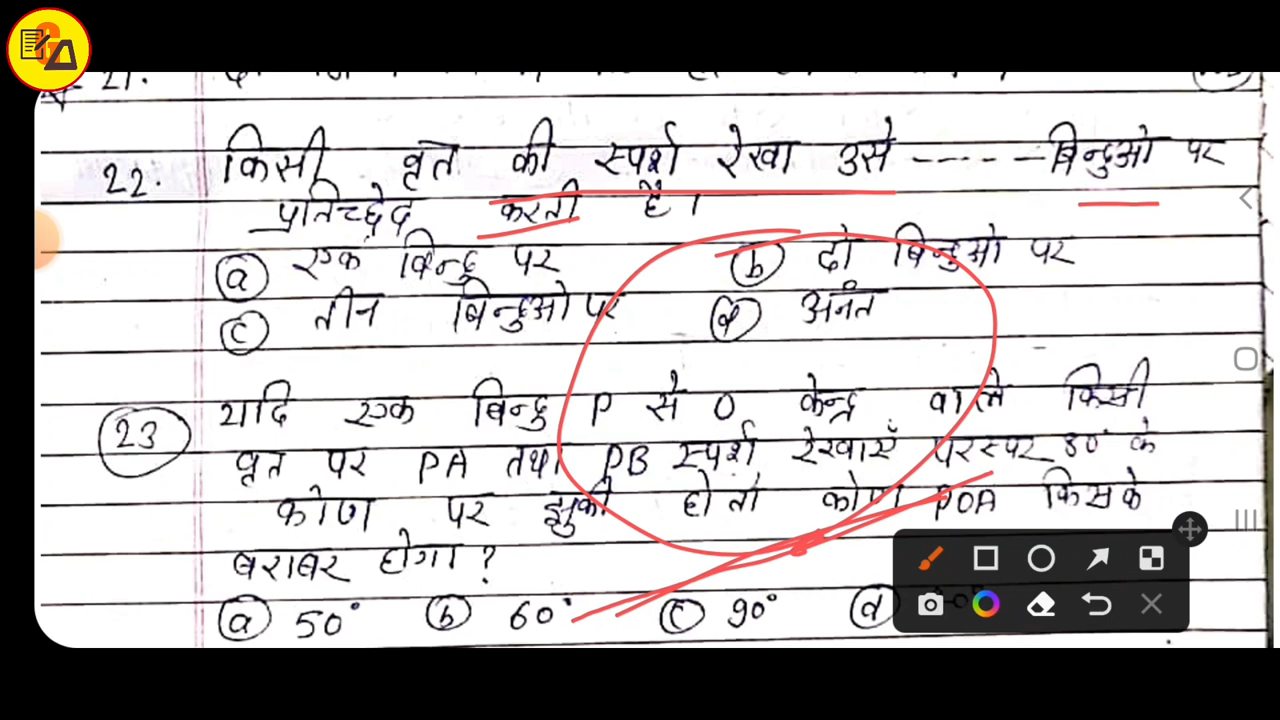 21.
22. किसी वृत की स्पर्श रेखा उसे ----- बिन्दुओ पर
प्रतिच्छेद करती है।
(a) एक बिन्दु पर (b) दो बिन्दुओ पर
(c) तीन बिन्दुओ पर (d) अनंत
23 यदि एक बिन्दु P से O केन्द्र वाले किसी
वृत पर PA तथा PB स्पर्श रेखाएँ परस्पर 80° के
कोण पर झुकी हो तो कोण POA किसके
बराबर होगा?
(a) 50° (b) 60° (c) 90° (d)